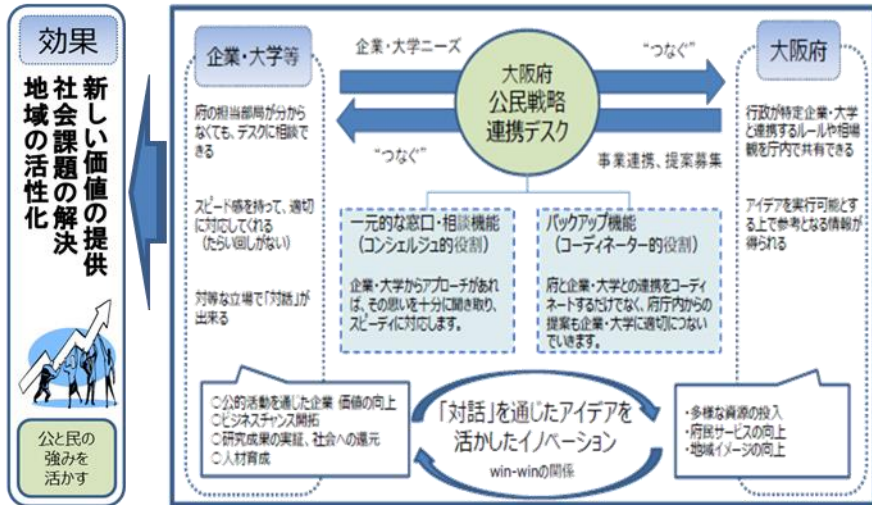 効果
新しい価値の提供
社会課題の解決
地域の活性化
公と民の
強みを
活かす
企業・大学等
府の担当部局が分から
なくても、デスクに相談で
きる
スピード感を持って、適切
に対応してくれる
（たらい回しがない）
対等な立場で「対話」が
出来る
企業・大学ニーズ
“つなぐ”
大阪府
公民戦略
連携デスク
“つなぐ”
事業連携、提案募集
大阪府
行政が特定企業・大学
と連携するルールや相場
観を庁内で共有できる
アイデアを実行可能とす
る上で参考となる情報が
得られる
一元的な窓口・相談機能
（コンシェルジュ的役割）
企業・大学からアプローチがあれ
ば、その思いを十分に聞き取り、
スピーディに対応します。
バックアップ機能
（コーディネーター的役割）
府と企業・大学との連携をコーディ
ネートするだけでなく、府庁内からの
提案も企業・大学に適切につない
でいきます。
○公的活動を通じた企業 価値の向上
○ビジネスチャンス開拓
○研究成果の実証、社会への還元
○人材育成
「対話」を通じたアイデアを
活かしたイノベーション
win-winの関係
・多様な資源の投入
・府民サービスの向上
・地域イメージの向上